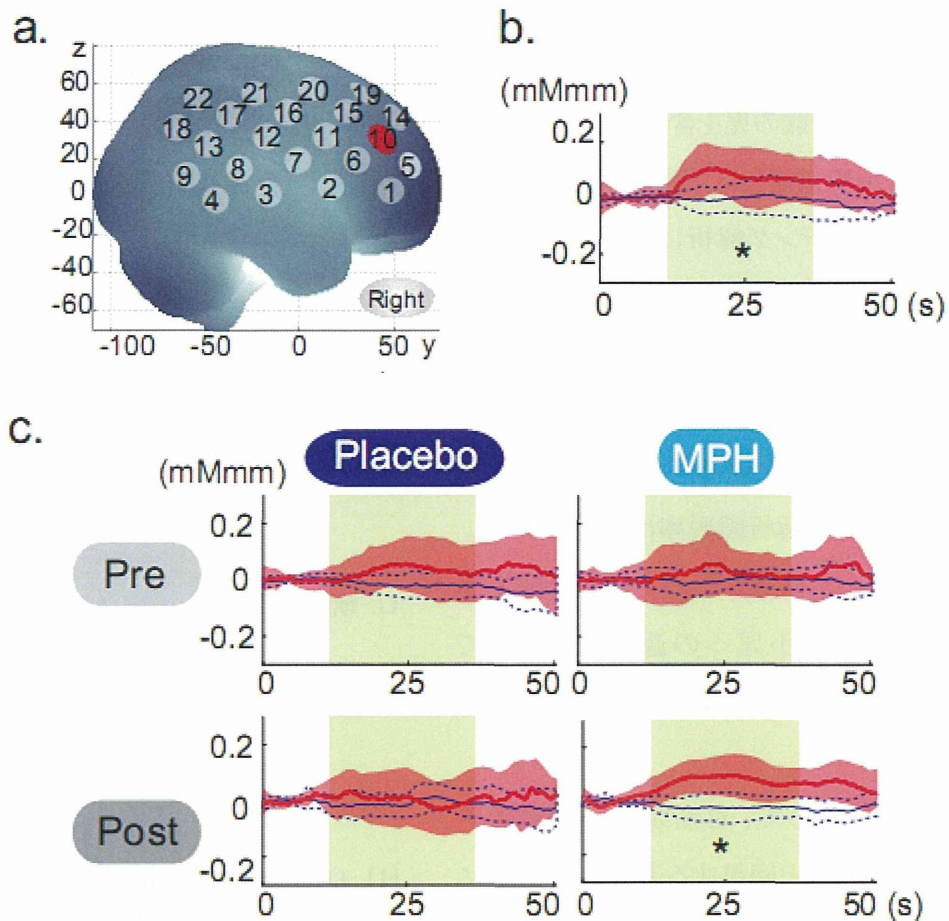 a.
z
60
40
20
0
-20
-40
-60
22 21 20 19
18 17 16 15 14
13 12 11 10
9 8 7 6 5
4 3 2 1
Right
-100 -50 0 50 y
b.
(mMmm)
0.2
0
-0.2
*
0 25 50 (s)
c.
Placebo MPH
(mMmm)
Pre
0.2
0
-0.2
0 25 50 0 25 50
Post
0.2
0
-0.2
*
0 25 50 0 25 50 (s)